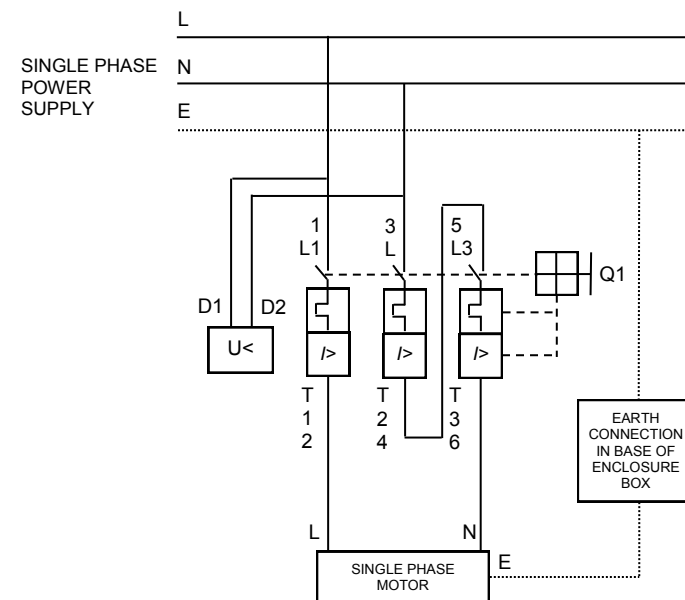 L
SINGLE PHASE
POWER
SUPPLY
N
E
1
3
5
L1
L
L3
Q1
D1
D2
U<
I>
I>
I>
T
1
2
T
2
4
T
3
6
EARTH
CONNECTION
IN BASE OF
ENCLOSURE
BOX
L
N
E
SINGLE PHASE
MOTOR